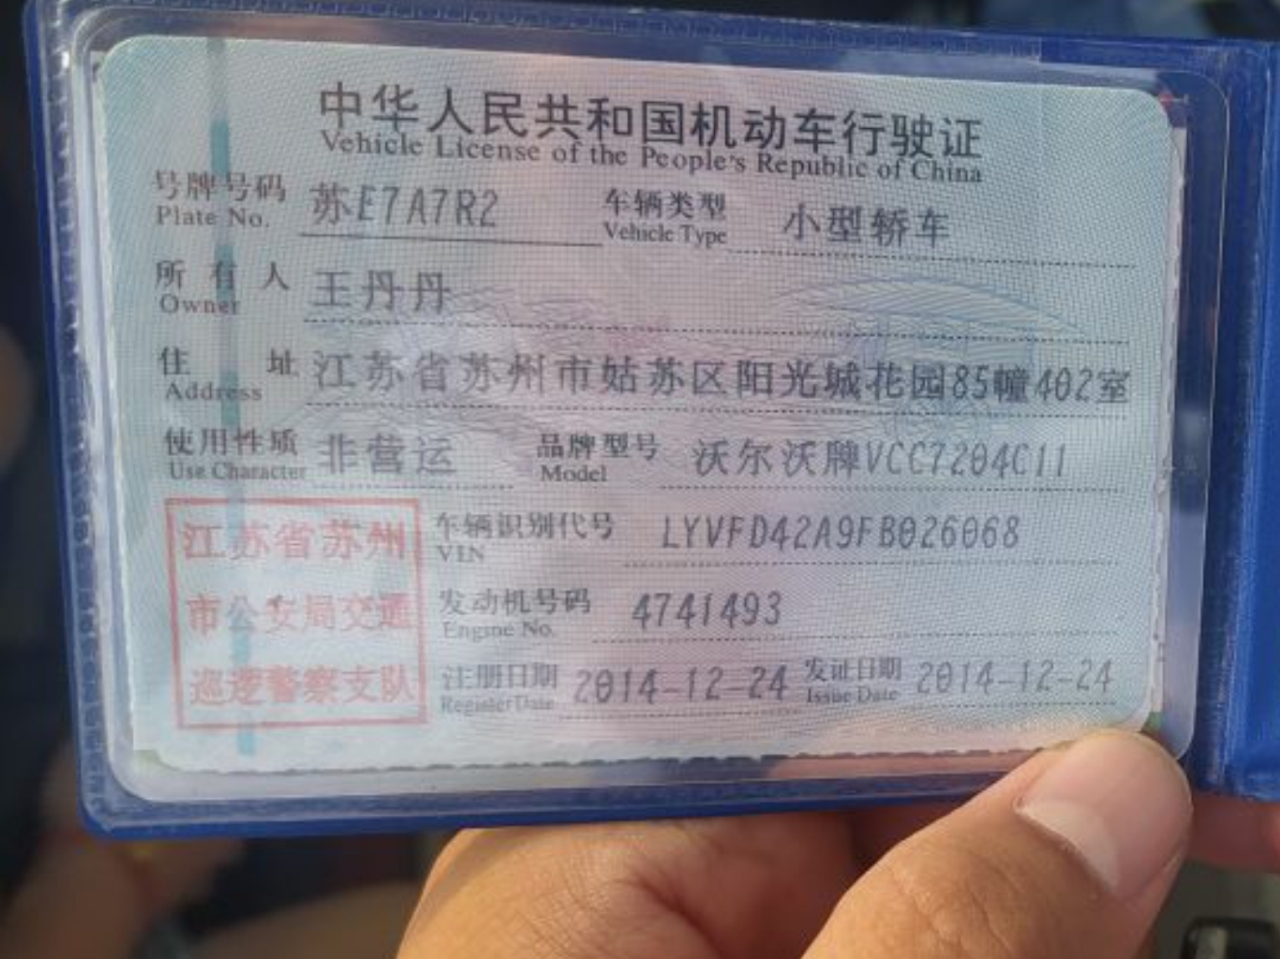 中华人民共和国机动车行驶证
Vehicle License of the People's Republic of China
号牌号码 苏E7A7R2 车辆类型 小型轿车
Plate No. Vehicle Type
所有人 王丹丹
Owner
住址 江苏省苏州市姑苏区阳光城花园85幢402室
Address
使用性质 非营运 品牌型号 沃尔沃牌VCC7204C11
Use Character Model
江苏省苏州
市公安局交通
巡逻警察支队
车辆识别代号 LYVFD42A9FB026068
VIN
发动机号码 4741493
Engine No.
注册日期 2014-12-24 发证日期 2014-12-24
Register Date Issue Date